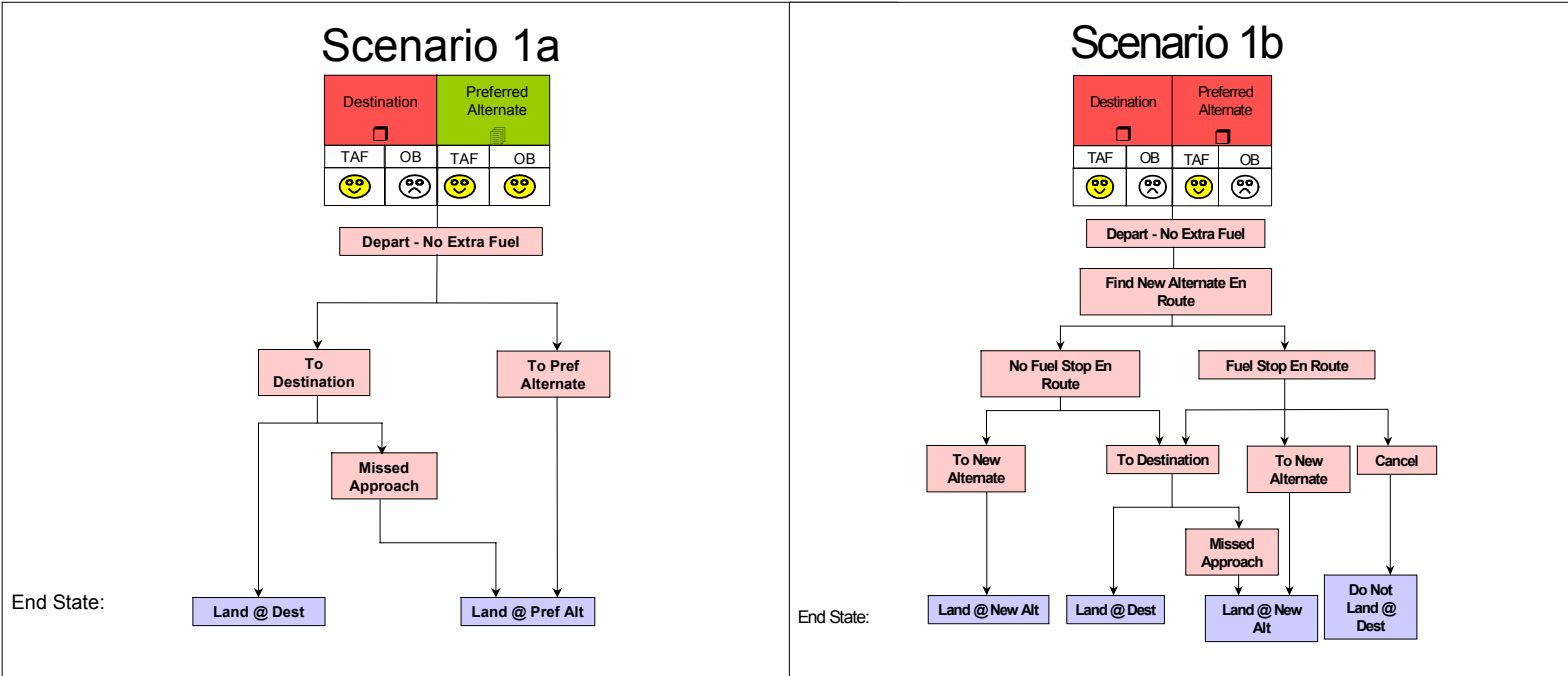 Scenario 1a
Destination
Preferred
Alternate
TAF OB TAF OB
Depart - No Extra Fuel
To
Destination
To Pref
Alternate
Missed
Approach
End State:
Land @ Dest
Land @ Pref Alt
Scenario 1b
Destination
Preferred
Alternate
TAF OB TAF OB
Depart - No Extra Fuel
Find New Alternate En
Route
No Fuel Stop En
Route
Fuel Stop En Route
To New
Alternate
To Destination
To New
Alternate
Cancel
Missed
Approach
End State:
Land @ New Alt
Land @ Dest
Land @ New
Alt
Do Not
Land @
Dest